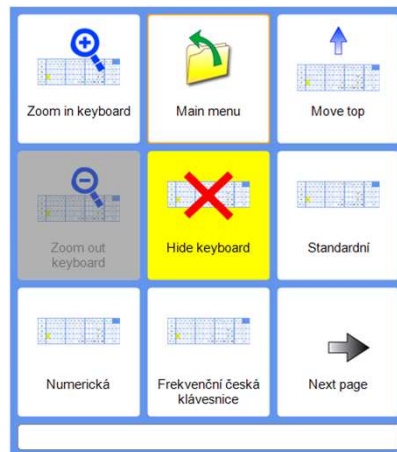 Zoom in keyboard
Main menu
Move top
Zoom out
keyboard
Hide keyboard
Standardní
Numerická
Frekvenční česká
klávesnice
Next page